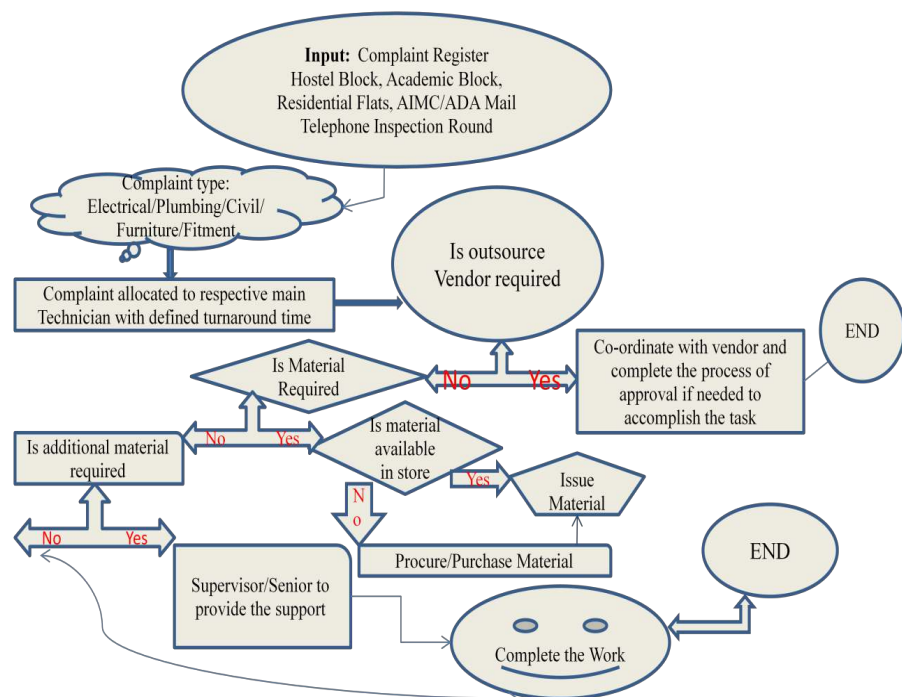 Input: Complaint Register
Hostel Block, Academic Block,
Residential Flats, AIMC/ADA Mail
Telephone Inspection Round
Complaint type:
Electrical/Plumbing/Civil/
Furniture/Fitment
Is outsource
Vendor required
Complaint allocated to respective main
Technician with defined turnaround time
END
Co-ordinate with vendor and
complete the process of
approval if needed to
accomplish the task
No
Yes
Is Material
Required
No
Yes
Is material
available
in store
Is additional material
required
Yes
Issue
Material
N
o
No
Yes
Procure/Purchase Material
END
Supervisor/Senior to
provide the support
Complete the Work